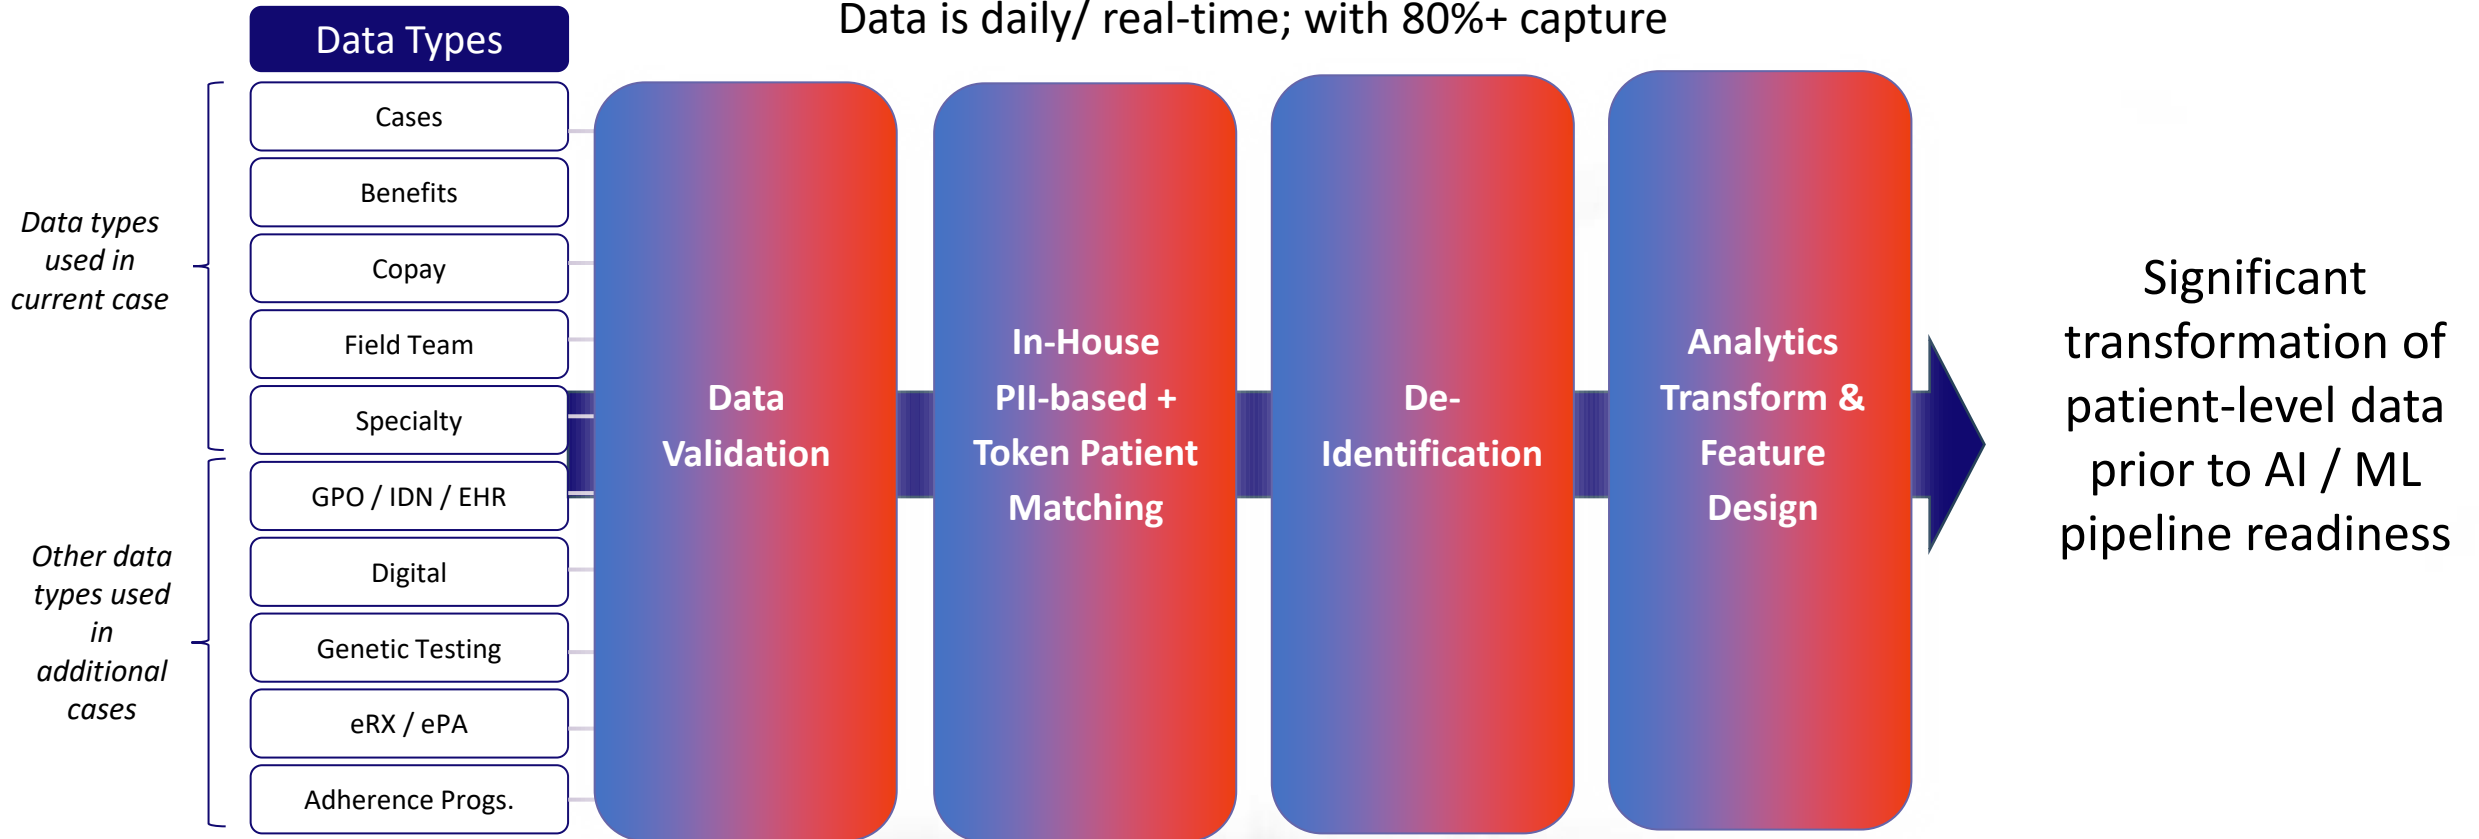 Data is daily/ real-time; with 80%+ capture
Data Types
Data types
used in
current case
Cases
Benefits
Copay
Field Team
Specialty
Other data
types used
in
additional
cases
GPO / IDN / EHR
Digital
Genetic Testing
eRX / ePA
Adherence Progs.
Data
Validation
In-House
PII-based +
Token Patient
Matching
De-
Identification
Analytics
Transform &
Feature
Design
Significant
transformation of
patient-level data
prior to AI / ML
pipeline readiness